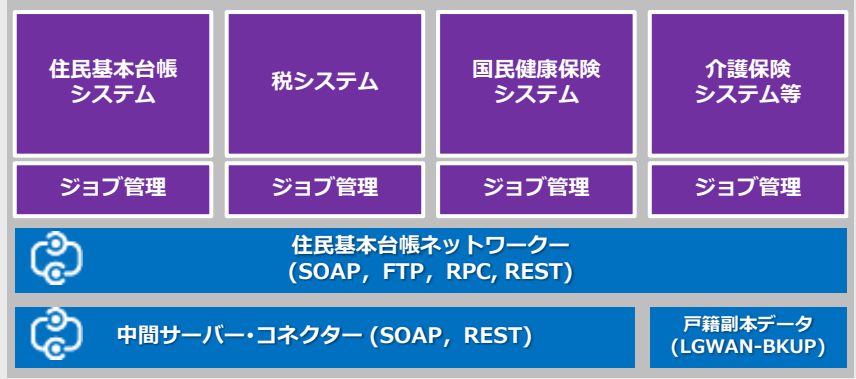 住民基本台帳
システム
税システム
国民健康保険
システム
介護保険
システム等
ジョブ管理
ジョブ管理
ジョブ管理
ジョブ管理
住民基本台帳ネットワークー
(SOAP，FTP，RPC, REST)
中間サーバー・コネクター (SOAP，REST)
戸籍副本データ
(LGWAN-BKUP)